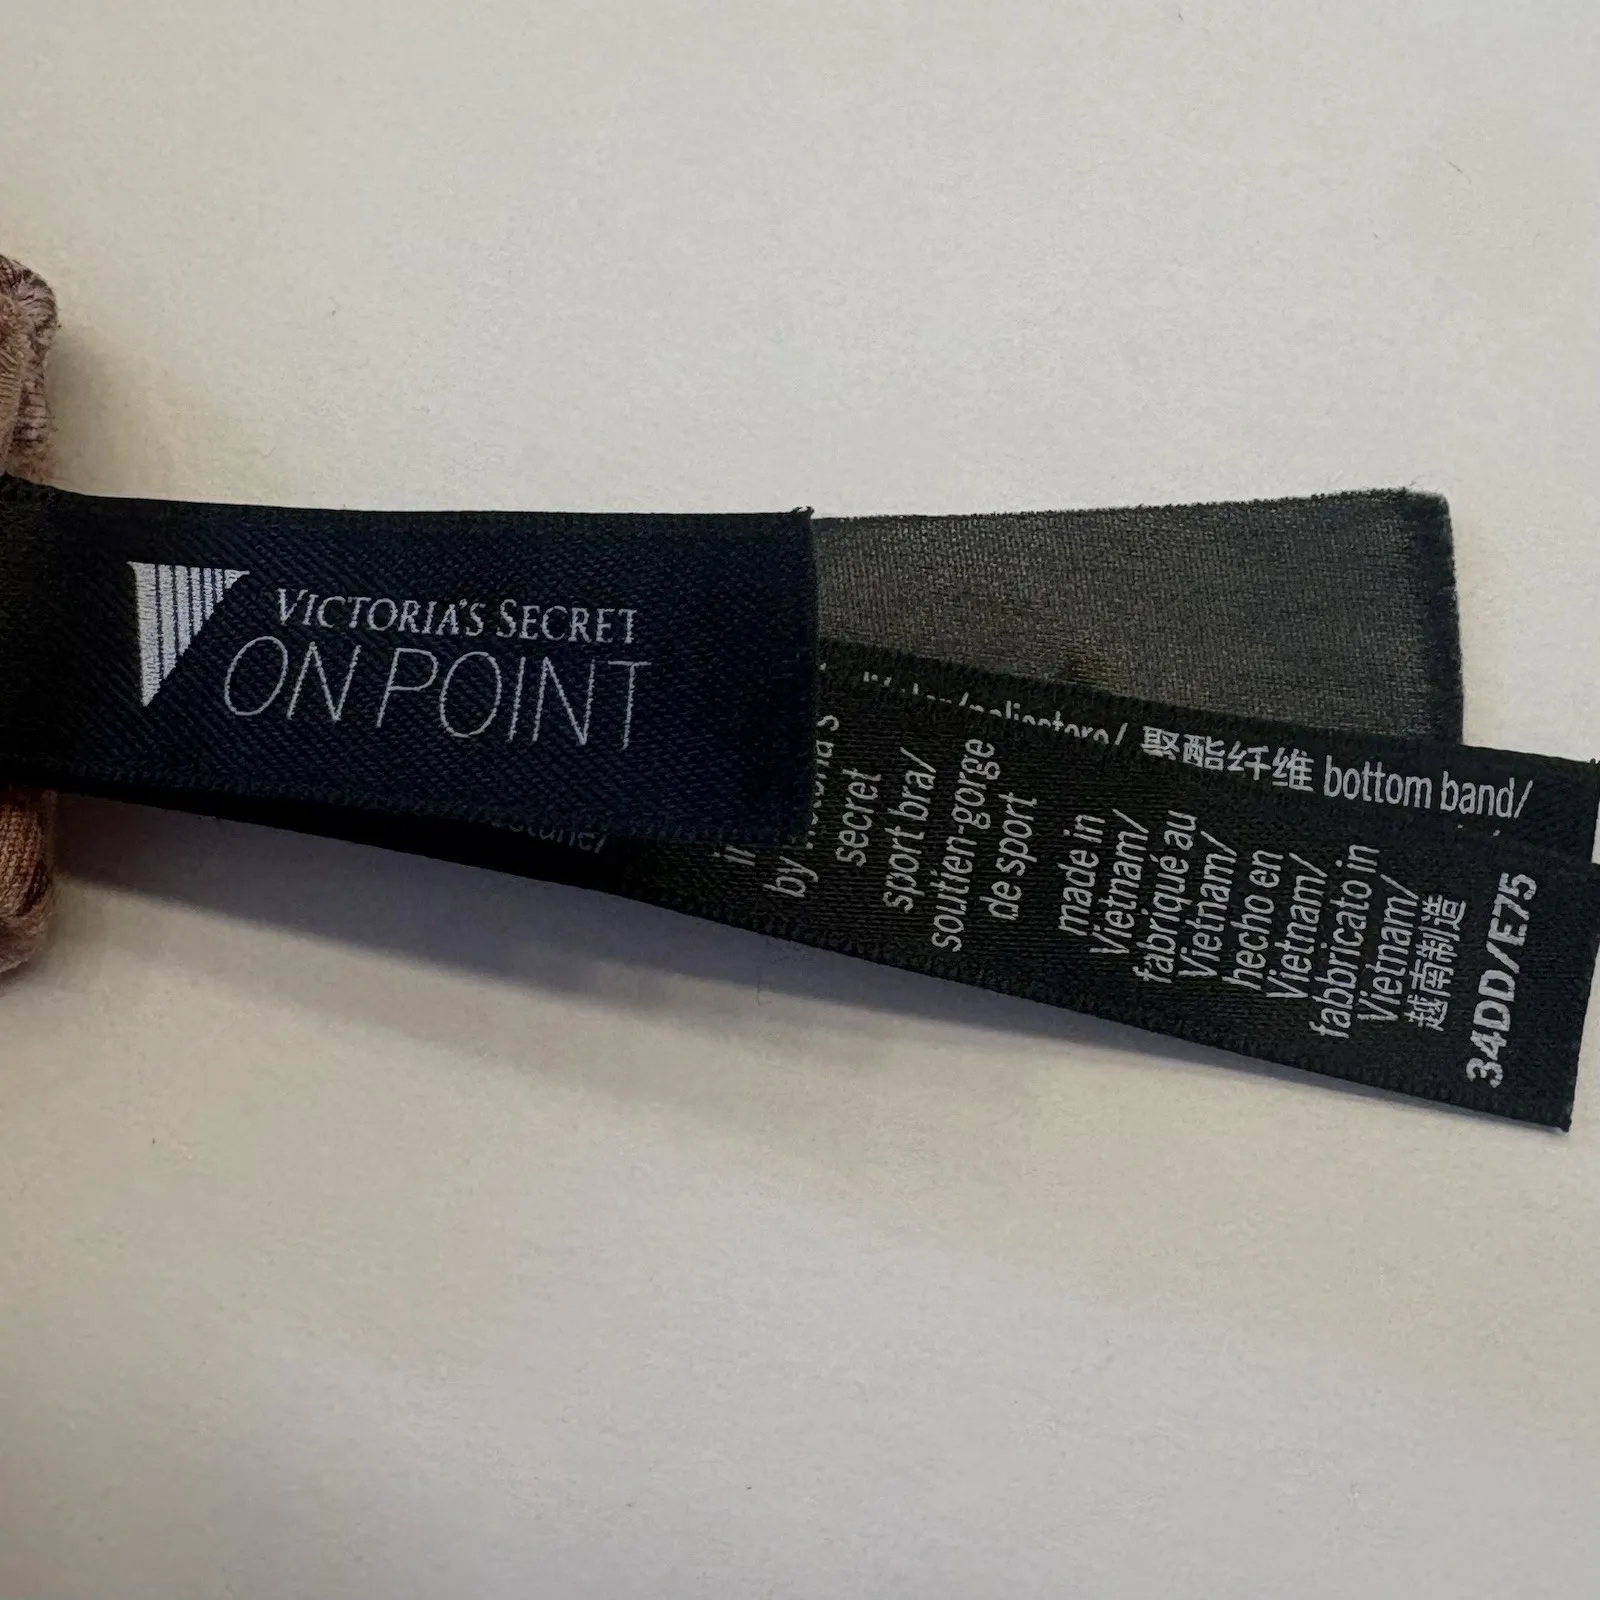 VICTORIA'S SECRET
ON POINT
聚酯纤维 bottom band/
secret
sport bra/
soutien-gorge
de sport
made in
Vietnam/
fabriqué au
Vietnam/
hecho en
Vietnam/
fabbricato in
Vietnam/
越南制造
34DD/E75